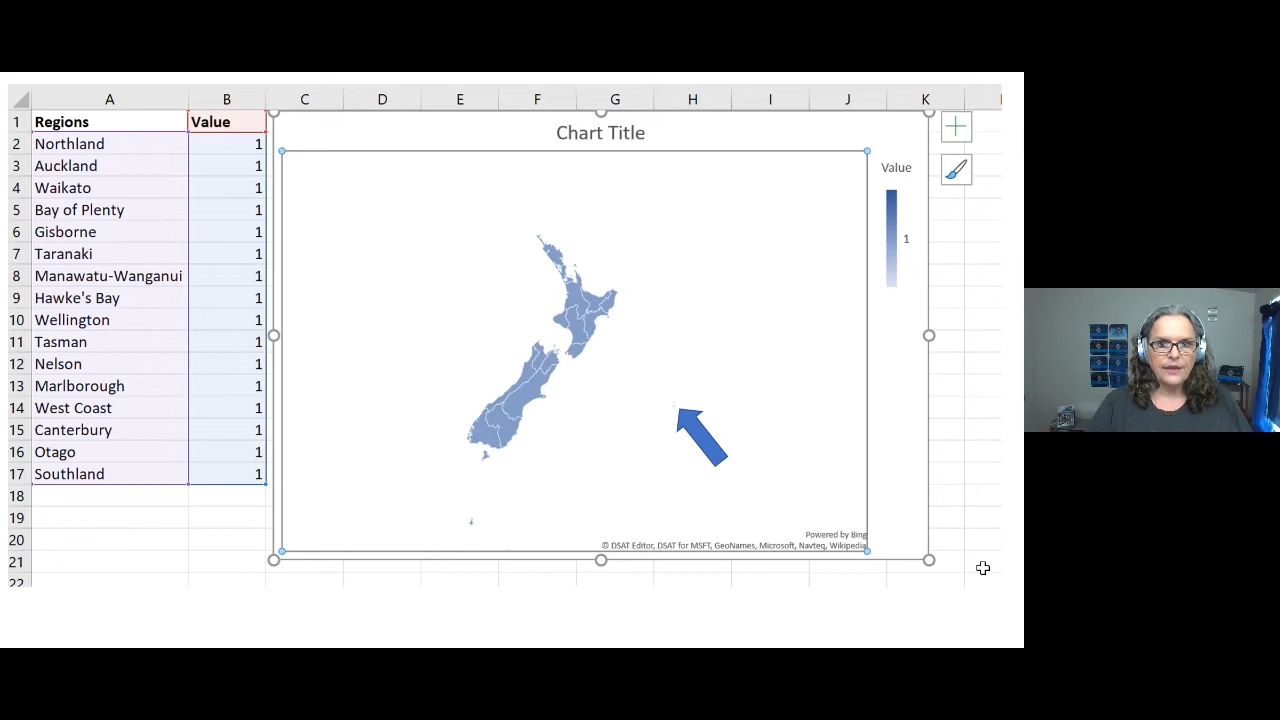 A B C D E F G H I J K
1 Regions Value
2 Northland 1
3 Auckland 1
4 Waikato 1
5 Bay of Plenty 1
6 Gisborne 1
7 Taranaki 1
8 Manawatu-Wanganui 1
9 Hawke's Bay 1
10 Wellington 1
11 Tasman 1
12 Nelson 1
13 Marlborough 1
14 West Coast 1
15 Canterbury 1
16 Otago 1
17 Southland 1
18
19
20
21
22
Chart Title
Value
1
Powered by Bing
© DSAT Editor, DSAT for MSFT, GeoNames, Microsoft, Navteq, Wikipedia